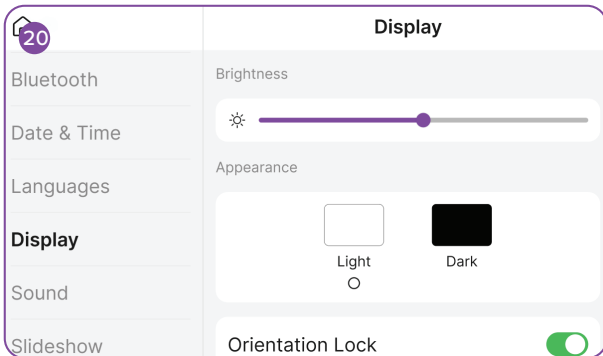 20
Bluetooth
Date & Time
Languages
Display
Sound
Slideshow
Display
Brightness
Appearance
Light
Dark
Orientation Lock